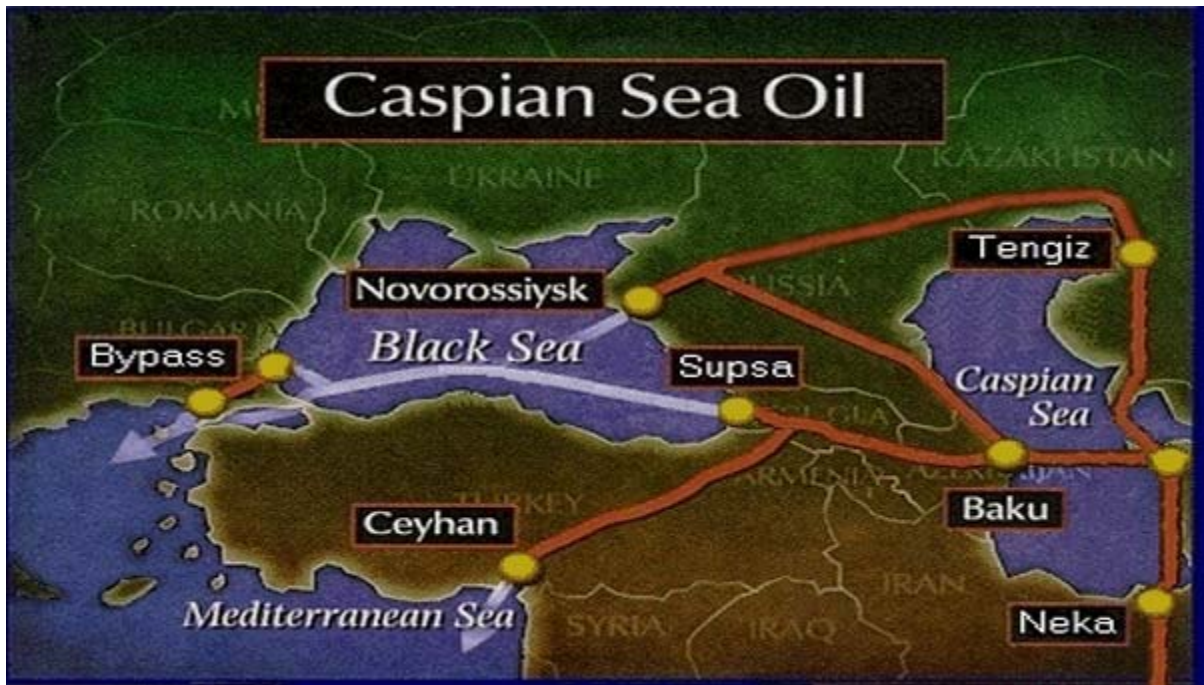 Caspian Sea Oil
KAZAKHSTAN
UKRAINE
ROMANIA
Tengiz
Novorossiysk
RUSSIA
BULGARIA
Black Sea
Bypass
Supsa
Caspian
Sea
ARMENIA
Baku
TURKEY
Ceyhan
IRAN
Mediterranean Sea
SYRIA
IRAQ
Neka